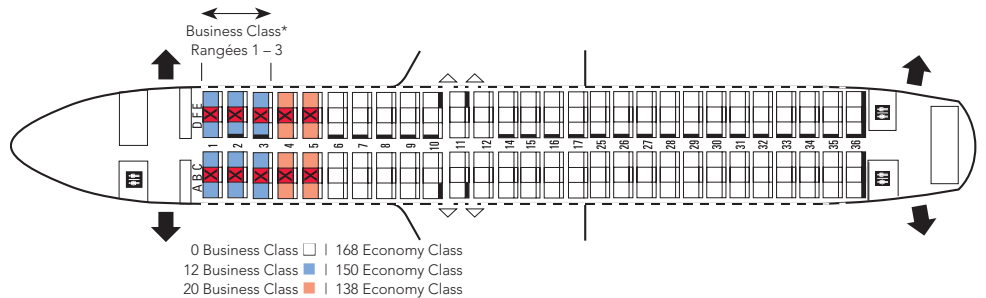 Business Class*
Rangées 1 – 3
D E F
1 2 3 4 5 6 7 8 9 10 11 12 14 15 16 17 25 26 27 28 29 30 31 32 33 34 35 36
A B C
0 Business Class | 168 Economy Class
12 Business Class | 150 Economy Class
20 Business Class | 138 Economy Class